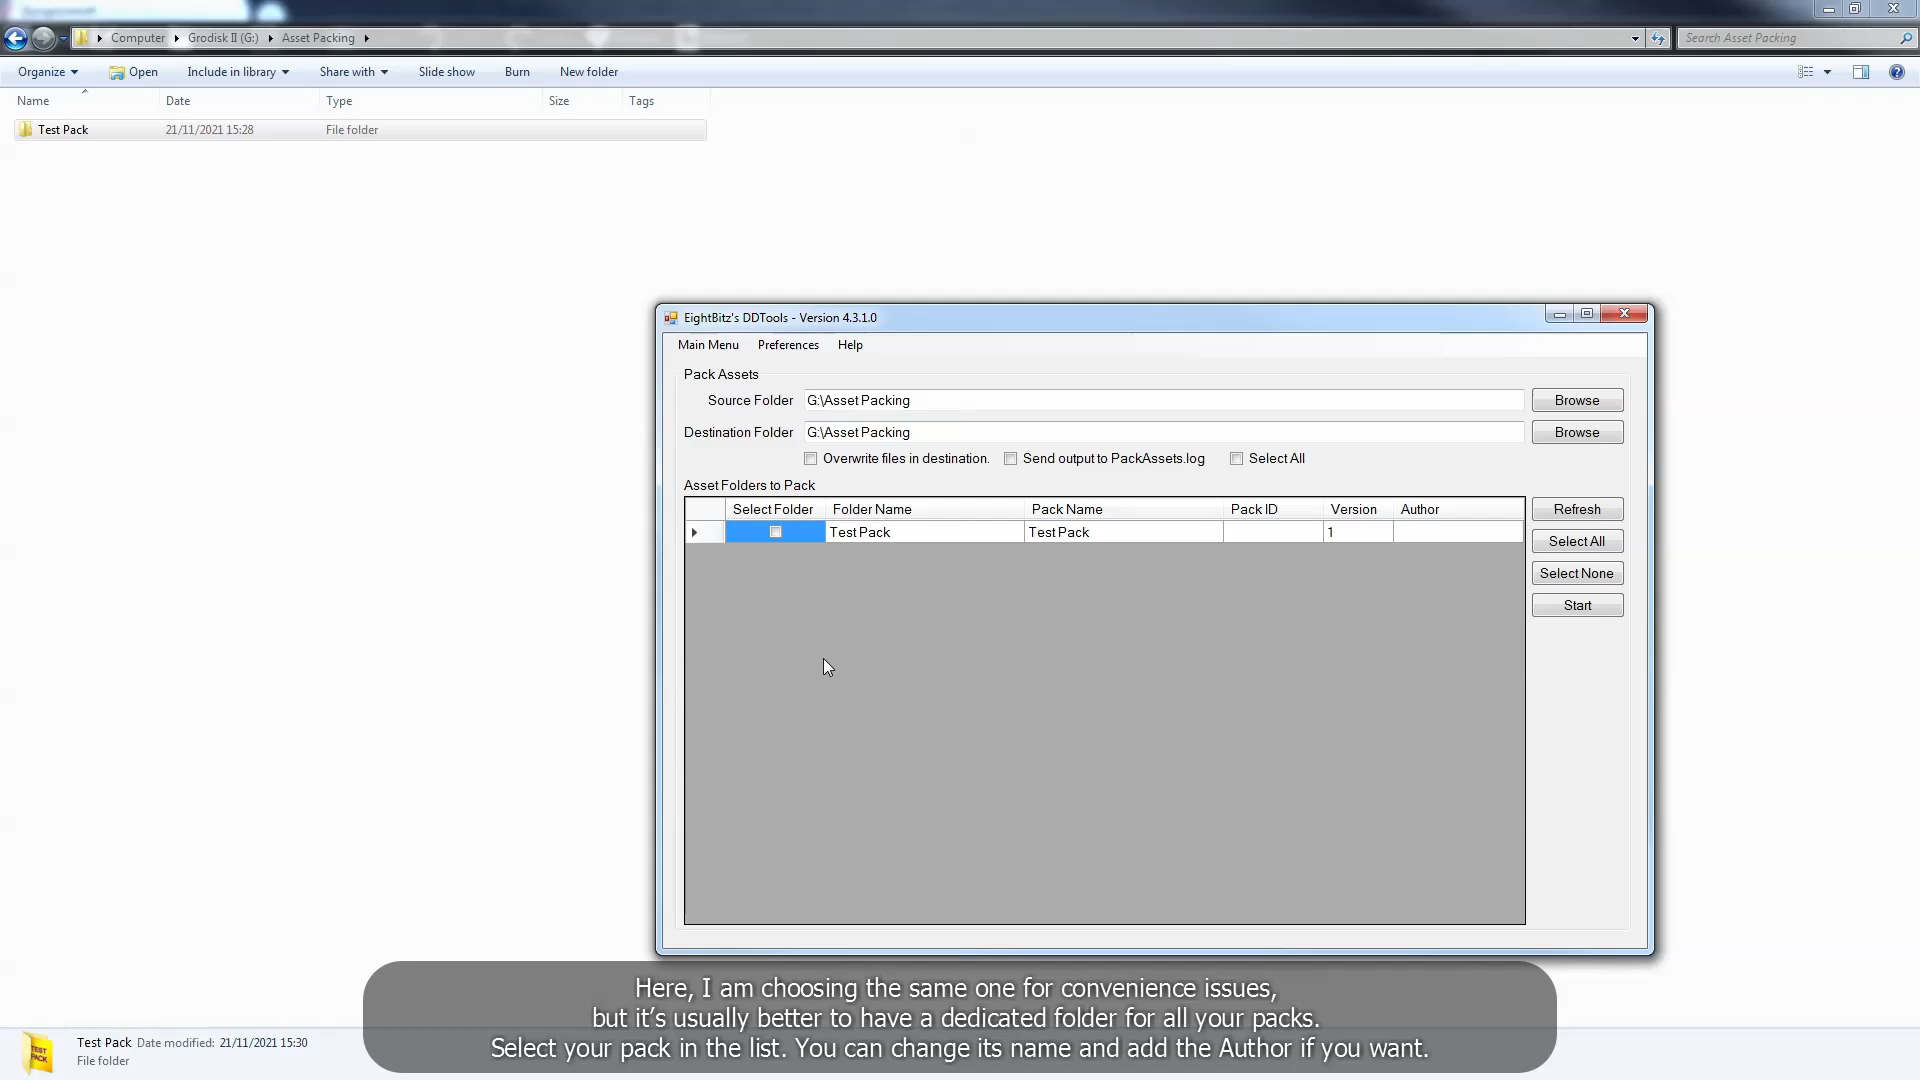 Computer Grodisk II (G:) Asset Packing
Search Asset Packing
Organize Open Include in library Share with Slide show Burn New folder
Name Date Type Size Tags
Test Pack 21/11/2021 15:28 File folder
EightBitz's DDTools - Version 4.3.1.0
Main Menu Preferences Help
Pack Assets
Source Folder G:\Asset Packing Browse
Destination Folder G:\Asset Packing Browse
Overwrite files in destination. Send output to PackAssets.log Select All
Asset Folders to Pack
Select Folder Folder Name Pack Name Pack ID Version Author Refresh
Test Pack Test Pack 1
Select All
Select None
Start
Here, I am choosing the same one for convenience issues,
but it's usually better to have a dedicated folder for all your packs.
Select your pack in the list. You can change its name and add the Author if you want.
TEST
PACK
Test Pack Date modified: 21/11/2021 15:30
File folder